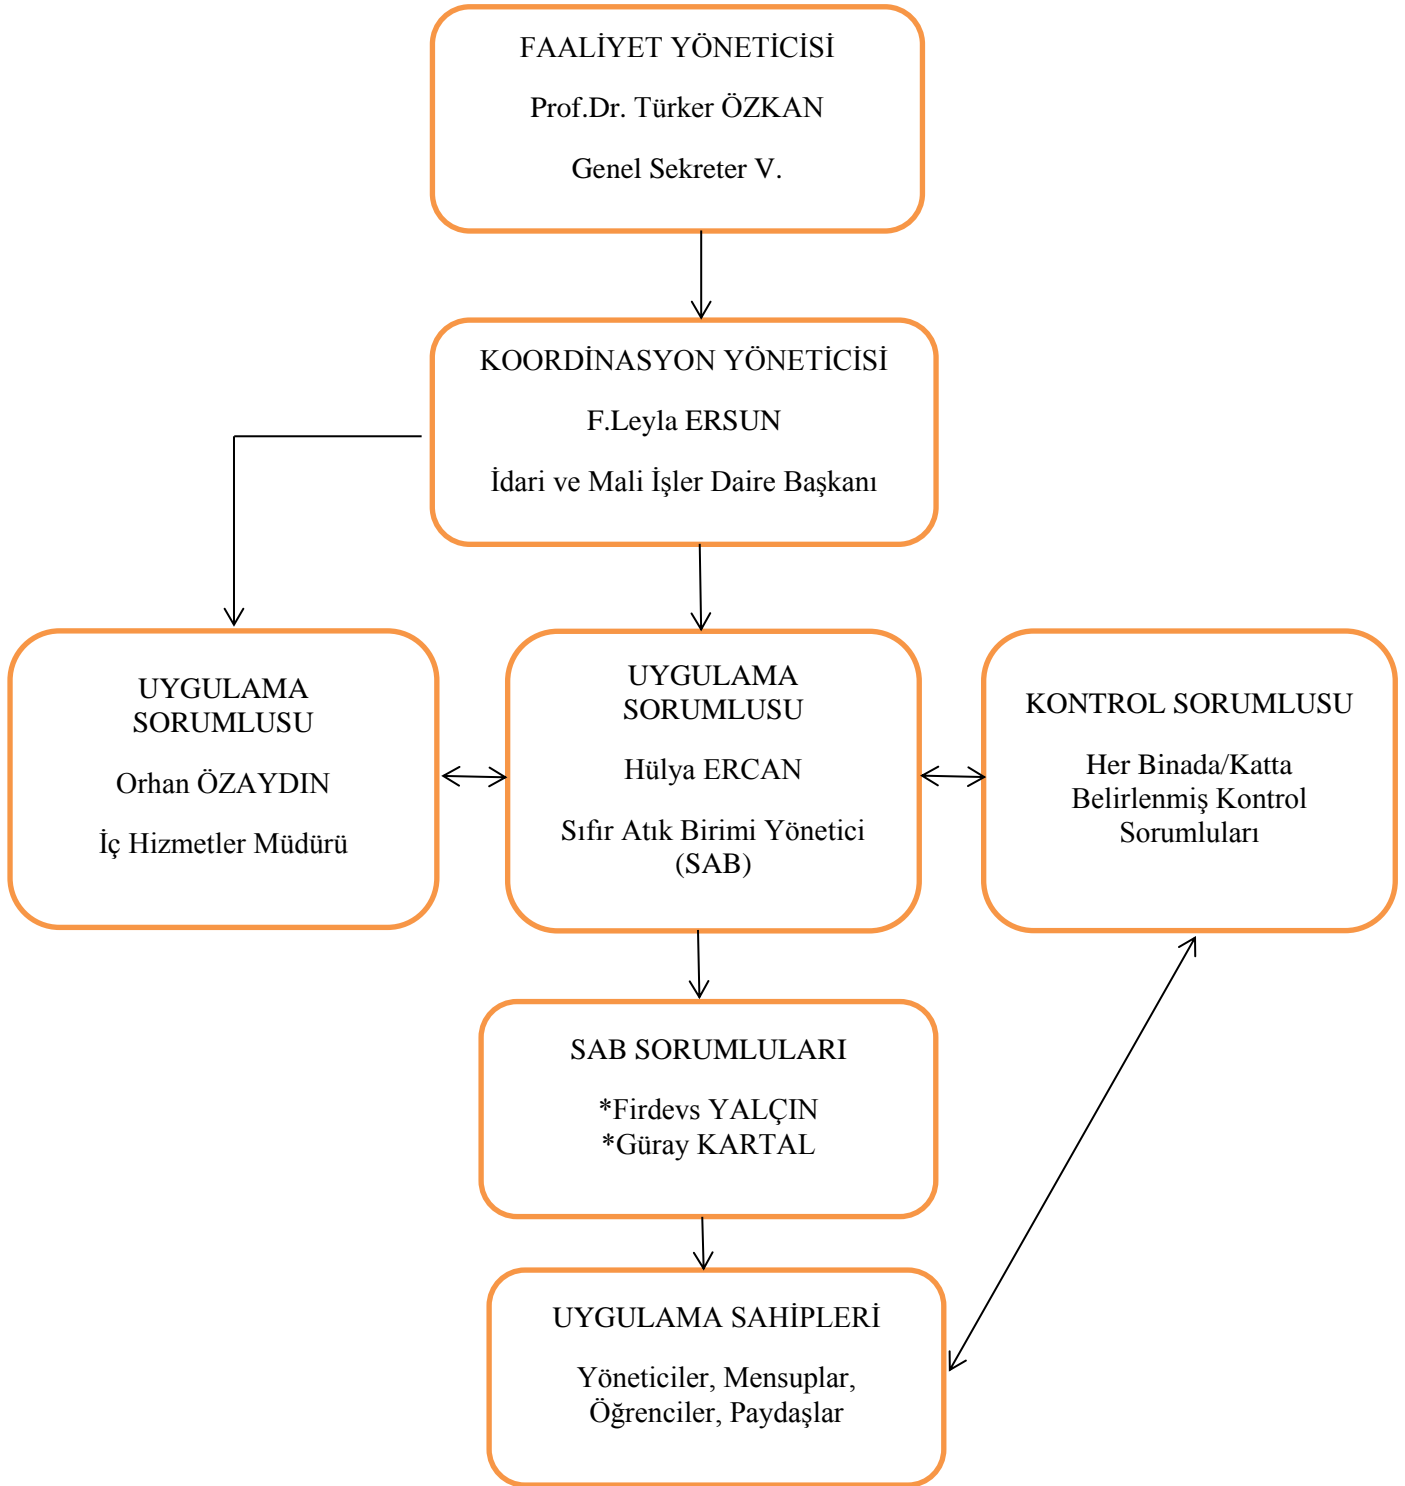 FAALİYET YÖNETİCİSİ
Prof.Dr. Türker ÖZKAN
Genel Sekreter V.
KOORDİNASYON YÖNETİCİSİ
F.Leyla ERSUN
İdari ve Mali İşler Daire Başkanı
UYGULAMA
SORUMLUSU
Orhan ÖZAYDIN
İç Hizmetler Müdürü
UYGULAMA
SORUMLUSU
Hülya ERCAN
Sıfır Atık Birimi Yönetici
(SAB)
KONTROL SORUMLUSU
Her Binada/Katta
Belirlenmiş Kontrol
Sorumluları
SAB SORUMLULARI
*Firdevs YALÇIN
*Güray KARTAL
UYGULAMA SAHİPLERİ
Yöneticiler, Mensuplar,
Öğrenciler, Paydaşlar